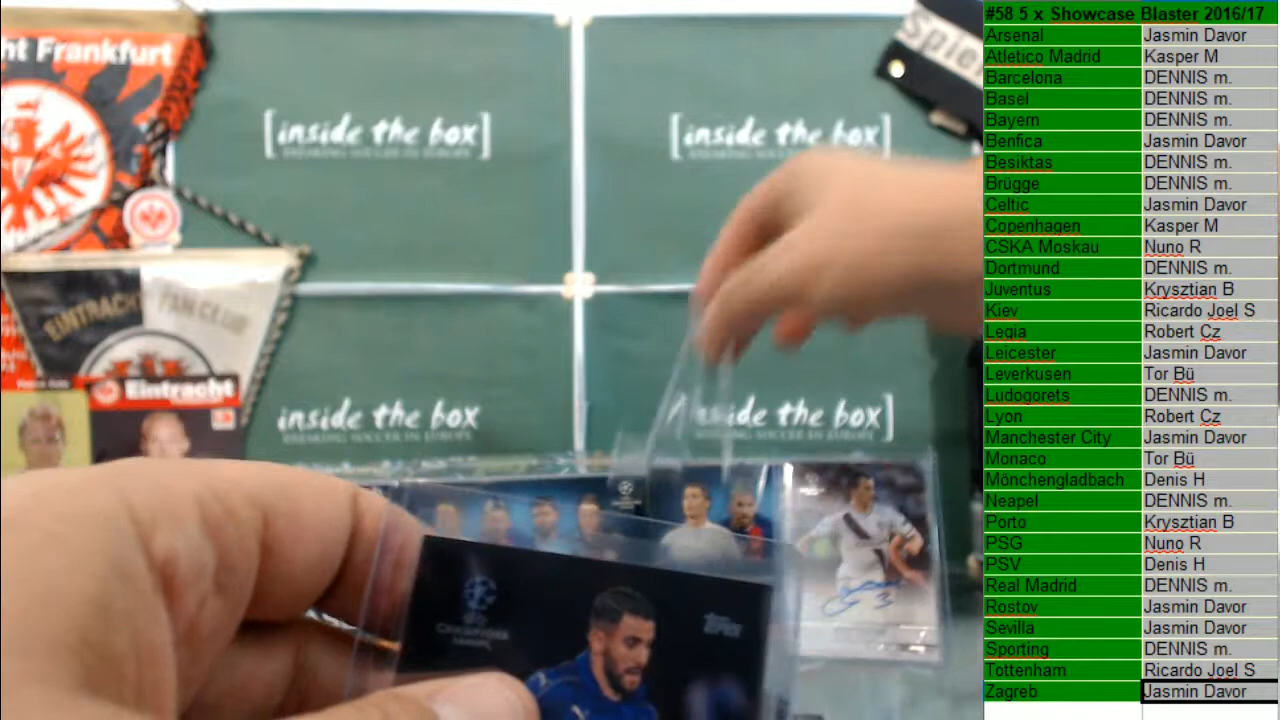 #58 5 x Showcase Blaster 2016/17
Arsenal Jasmin Davor
Atletico Madrid Kasper M
Barcelona DENNIS m.
Basel DENNIS m.
Bayern DENNIS m.
Benfica Jasmin Davor
Besiktas DENNIS m.
Brügge DENNIS m.
Celtic Jasmin Davor
Copenhagen Kasper M
CSKA Moskau Nuno R
Dortmund DENNIS m.
Juventus Krysztian B
Kiev Ricardo Joel S
Legia Robert Cz
Leicester Jasmin Davor
Leverkusen Tor Bü
Ludogorets DENNIS m.
Lyon Robert Cz
Manchester City Jasmin Davor
Monaco Tor Bü
Mönchengladbach Denis H
Neapel DENNIS m.
Porto Krysztian B
PSG Nuno R
PSV Denis H
Real Madrid DENNIS m.
Rostov Jasmin Davor
Sevilla Jasmin Davor
Sporting DENNIS m.
Tottenham Ricardo Joel S
Zagreb Jasmin Davor
ht Frankfurt
Spiel
[inside the box]
[inside the box]
EINTRACHT FAN CLUB
Eintracht
inside the box
inside the box]
topps